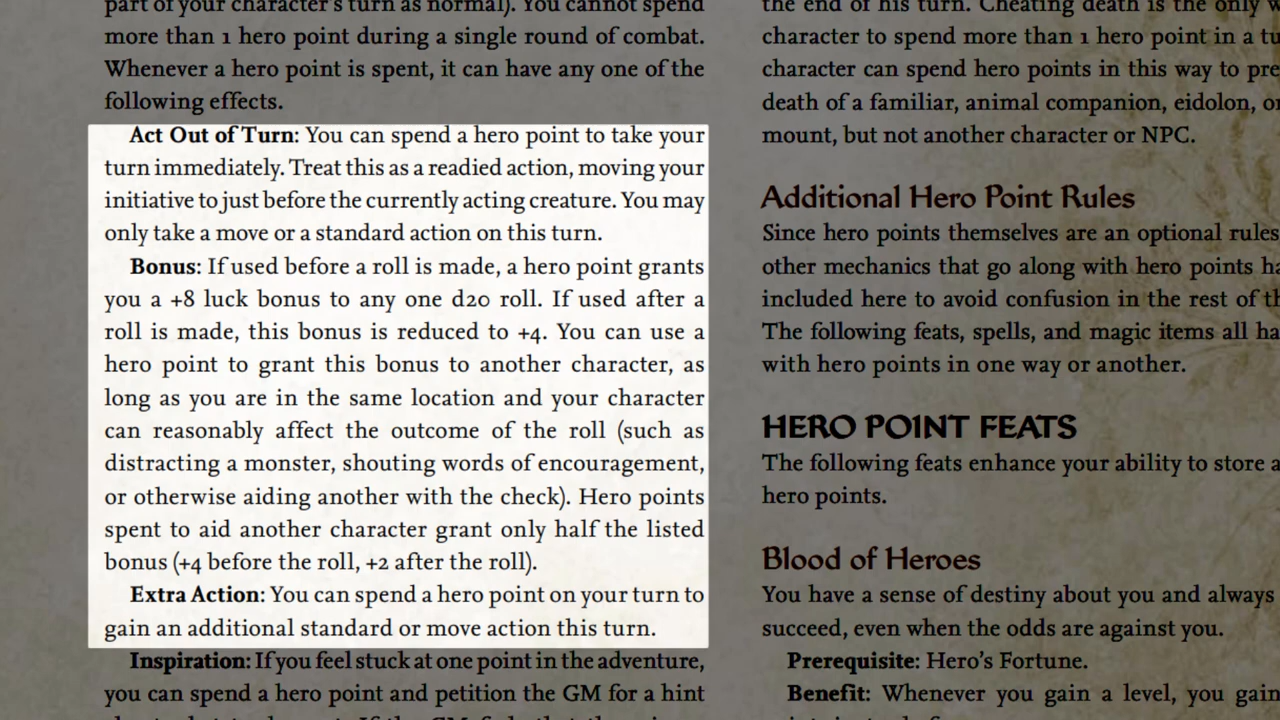 part of your character's turn as normal). You cannot spend
more than 1 hero point during a single round of combat.
Whenever a hero point is spent, it can have any one of the
following effects.
Act Out of Turn: You can spend a hero point to take your
turn immediately. Treat this as a readied action, moving your
initiative to just before the currently acting creature. You may
only take a move or a standard action on this turn.
Bonus: If used before a roll is made, a hero point grants
you a +8 luck bonus to any one d20 roll. If used after a
roll is made, this bonus is reduced to +4. You can use a
hero point to grant this bonus to another character, as
long as you are in the same location and your character
can reasonably affect the outcome of the roll (such as
distracting a monster, shouting words of encouragement,
or otherwise aiding another with the check). Hero points
spent to aid another character grant only half the listed
bonus (+4 before the roll, +2 after the roll).
Extra Action: You can spend a hero point on your turn to
gain an additional standard or move action this turn.
Inspiration: If you feel stuck at one point in the adventure,
you can spend a hero point and petition the GM for a hint
the end of his turn. Cheating death is the only
character to spend more than 1 hero point in a
character can spend hero points in this way to
death of a familiar, animal companion, eidolon,
mount, but not another character or NPC.
Additional Hero Point Rules
Since hero points themselves are an optional rules
other mechanics that go along with hero points
included here to avoid confusion in the rest of
The following feats, spells, and magic items all
with hero points in one way or another.
HERO POINT FEATS
The following feats enhance your ability to store
hero points.
Blood of Heroes
You have a sense of destiny about you and always
succeed, even when the odds are against you.
Prerequisite: Hero's Fortune.
Benefit: Whenever you gain a level, you